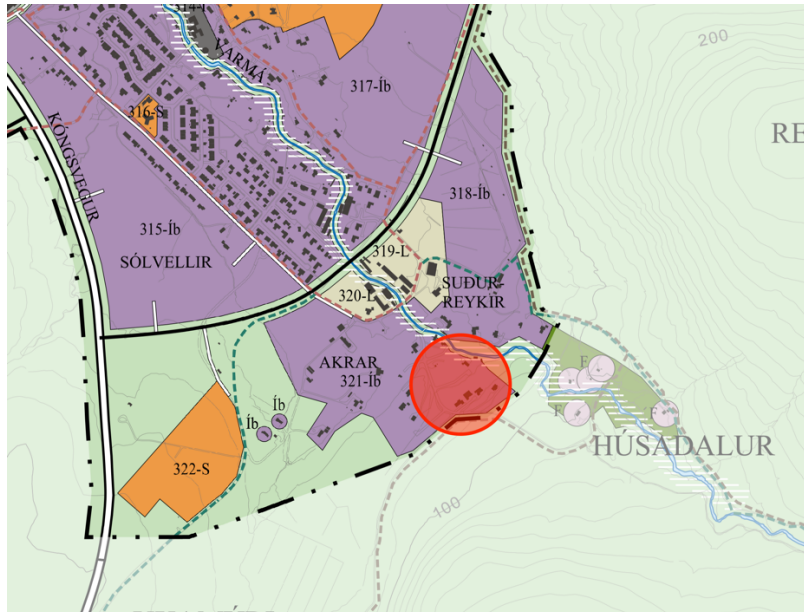 200
VARMÁ
317-Íb
316-S
KÓNGSVEGUR
RE
318-Íb
315-Íb
SÓLVELLIR
319-L
SUÐUR-
REYKIR
320-L
AKRAR
321-Íb
F
Íb
Íb
F
F
HÚSADALUR
322-S
100